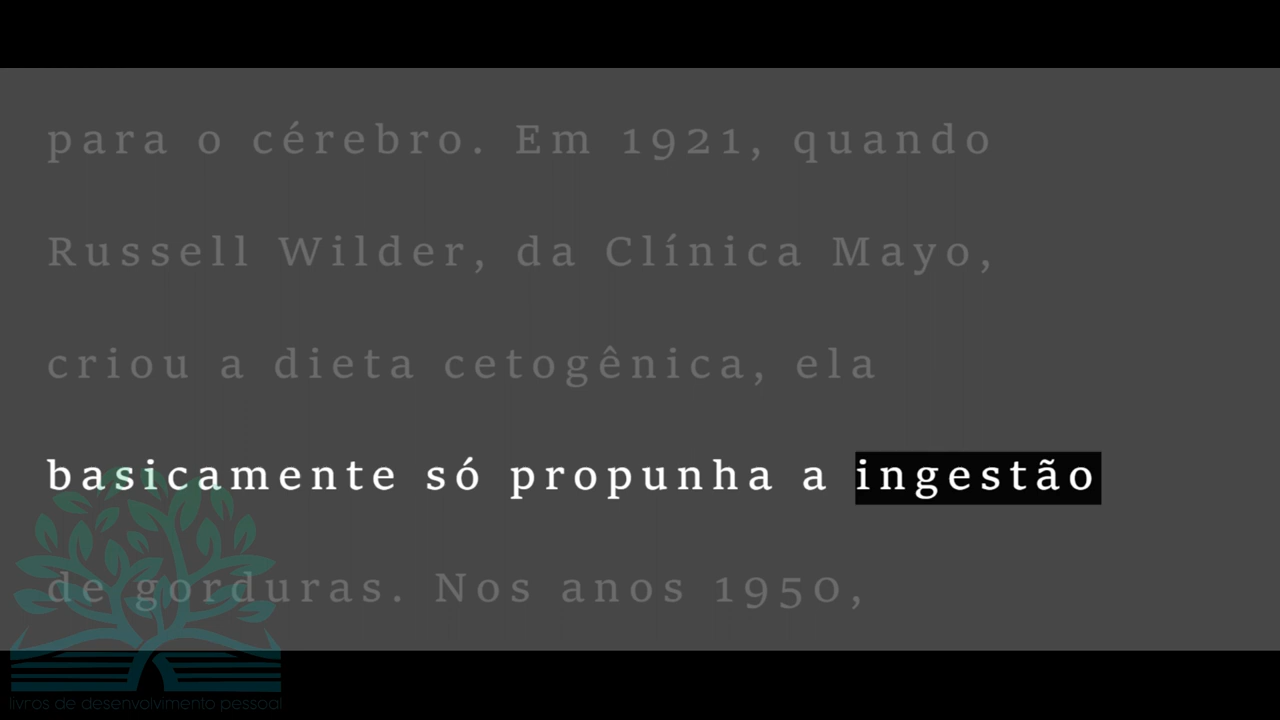 para o cérebro. Em 1921, quando
Russell Wilder, da Clínica Mayo,
criou a dieta cetogênica, ela
basicamente só propunha a ingestão
de gorduras. Nos anos 1950,
livros de desenvolvimento pessoal